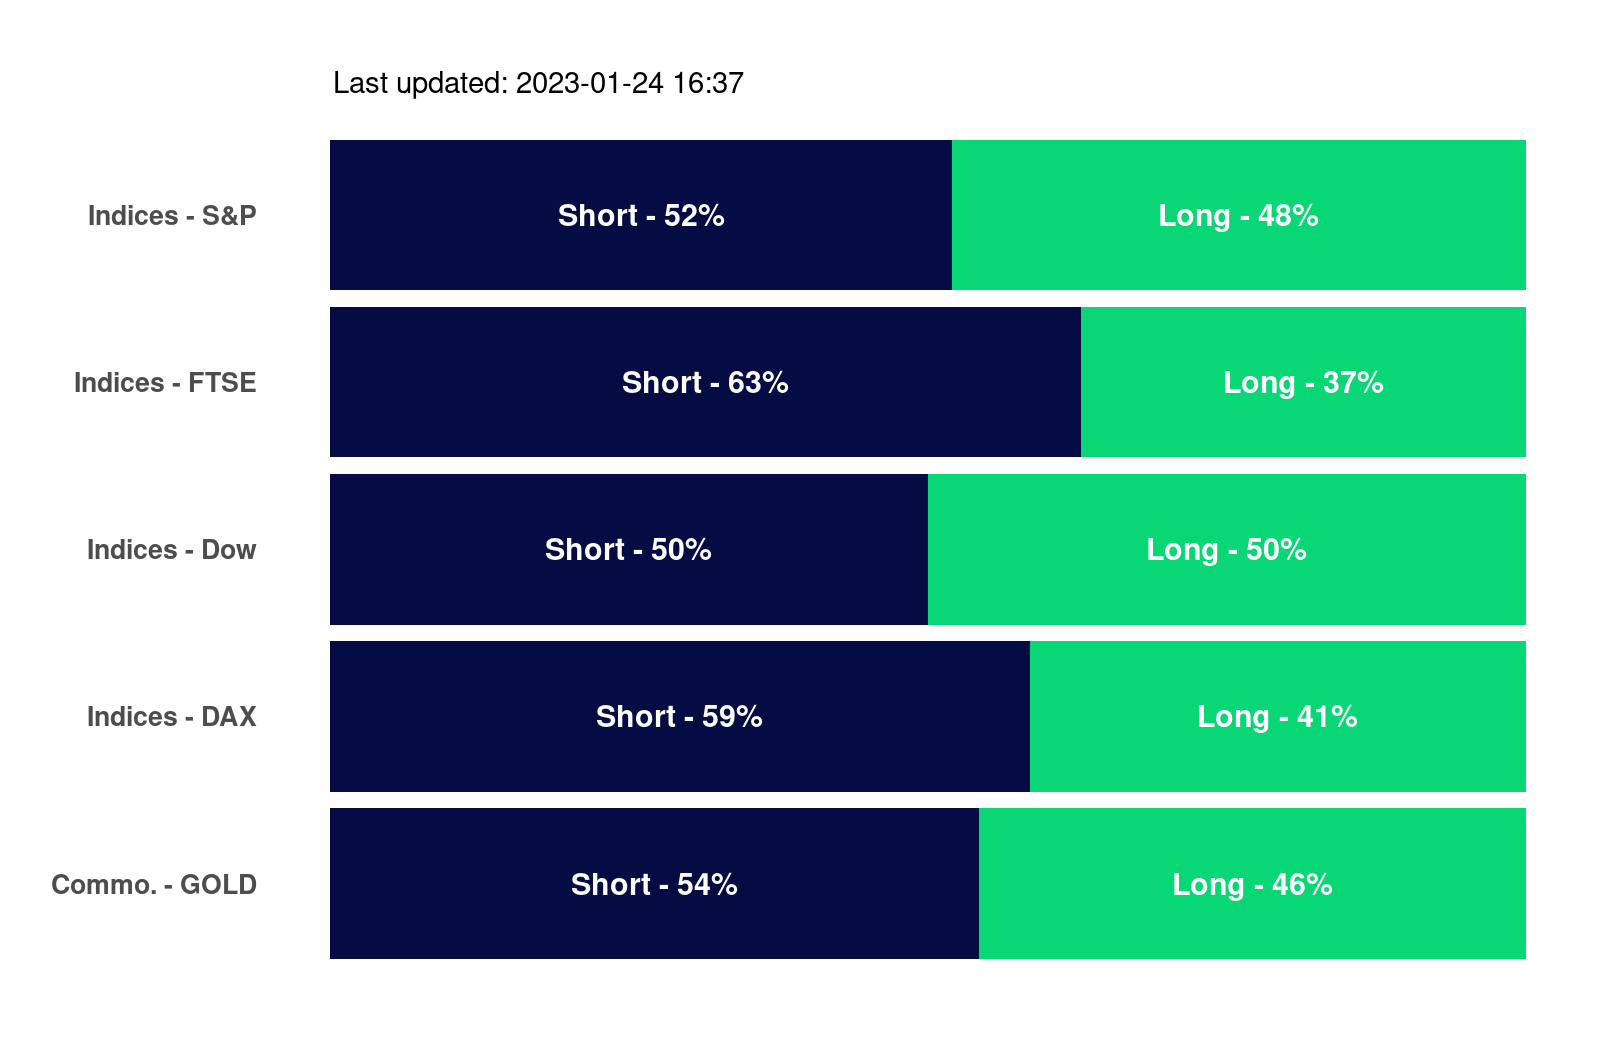 Last updated: 2023-01-24 16:37
Indices - S&P Short - 52% Long - 48%
Indices - FTSE Short - 63% Long - 37%
Indices - Dow Short - 50% Long - 50%
Indices - DAX Short - 59% Long - 41%
Commo. - GOLD Short - 54% Long - 46%